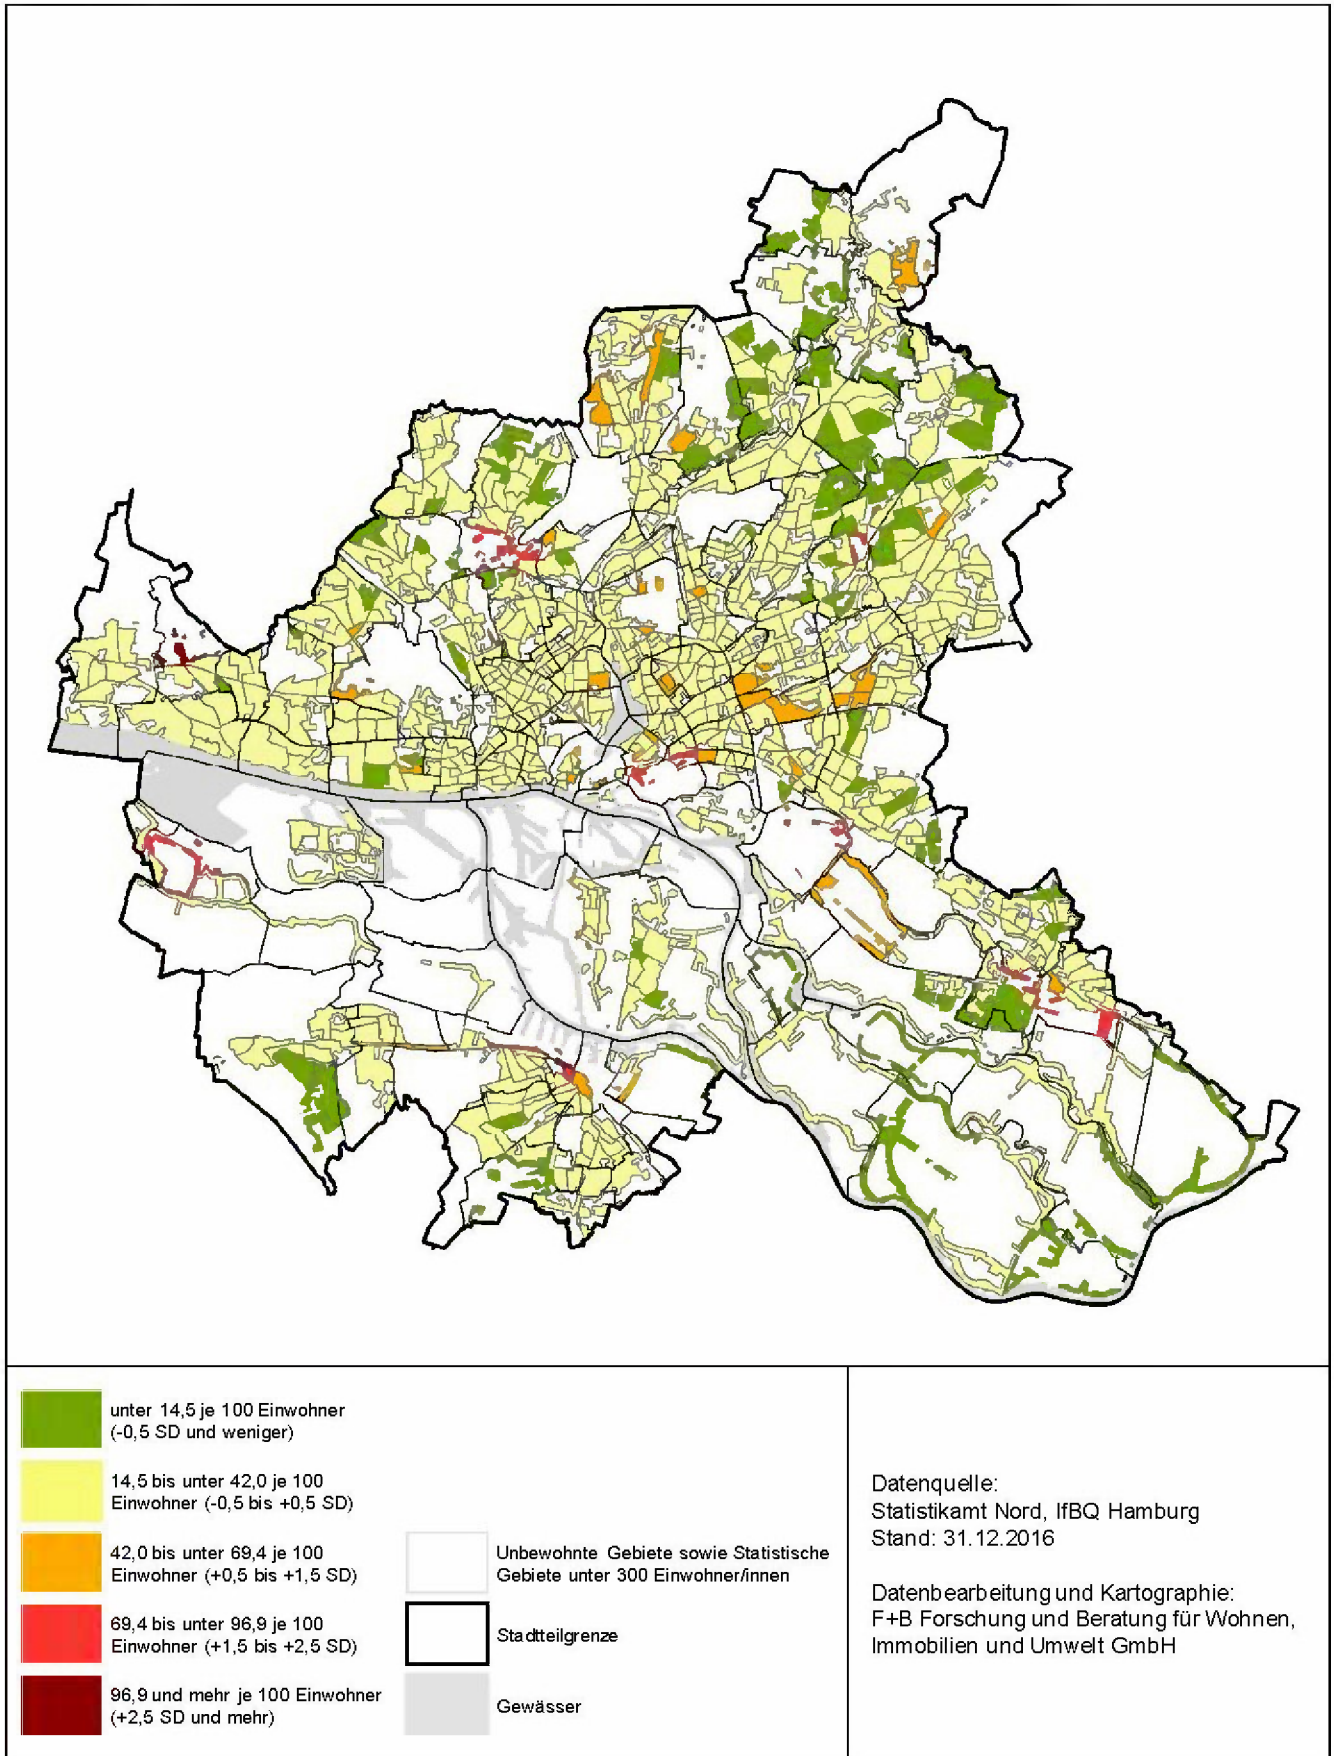 unter 14,5 je 100 Einwohner
(-0,5 SD und weniger)
14,5 bis unter 42,0 je 100
Einwohner (-0,5 bis +0,5 SD)
42,0 bis unter 69,4 je 100
Einwohner (+0,5 bis +1,5 SD)
69,4 bis unter 96,9 je 100
Einwohner (+1,5 bis +2,5 SD)
96,9 und mehr je 100 Einwohner
(+2,5 SD und mehr)
Unbewohnte Gebiete sowie Statistische
Gebiete unter 300 Einwohner/innen
Stadtteilgrenze
Gewässer
Datenquelle:
Statistikamt Nord, IfBQ Hamburg
Stand: 31.12.2016
Datenbearbeitung und Kartographie:
F+B Forschung und Beratung für Wohnen,
Immobilien und Umwelt GmbH